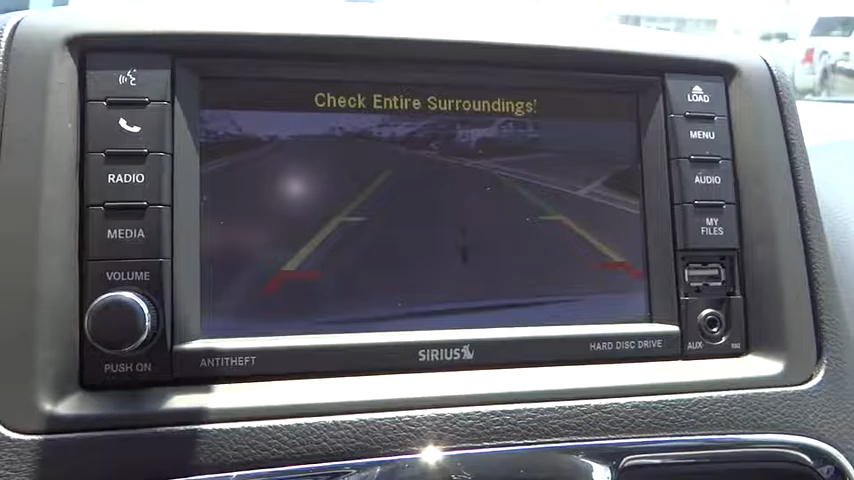 Check Entire Surroundings!
RADIO
MEDIA
VOLUME
PUSH ON
LOAD
MENU
AUDIO
MY
FILES
AUX
ANTITHEFT
SIRIUS
HARD DISC DRIVE